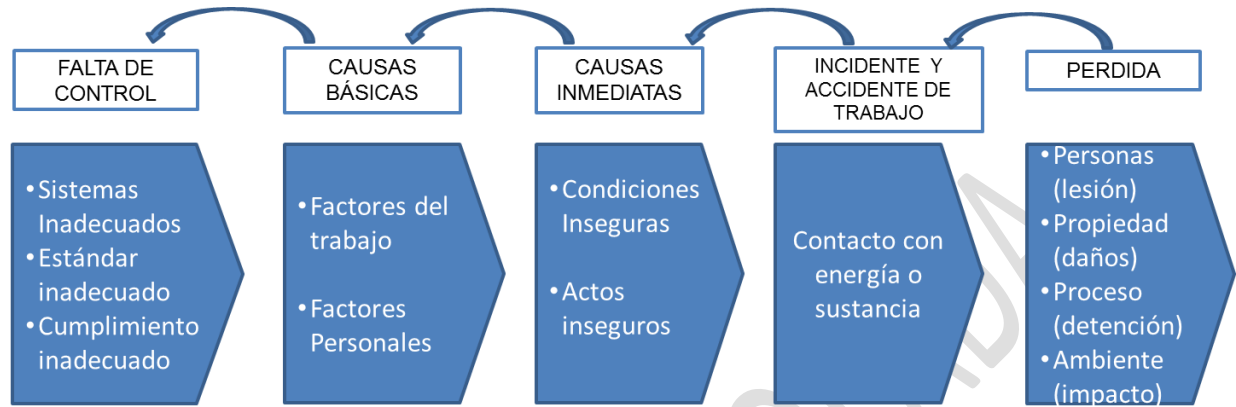 FALTA DE
CONTROL
CAUSAS
BÁSICAS
CAUSAS
INMEDIATAS
INCIDENTE Y
ACCIDENTE DE
TRABAJO
PERDIDA
•Sistemas
Inadecuados
•Estándar
inadecuado
•Cumplimiento
inadecuado
•Factores del
trabajo
•Factores
Personales
•Condiciones
Inseguras
•Actos
inseguros
Contacto con
energía o
sustancia
•Personas
(lesión)
•Propiedad
(daños)
•Proceso
(detención)
•Ambiente
(impacto)